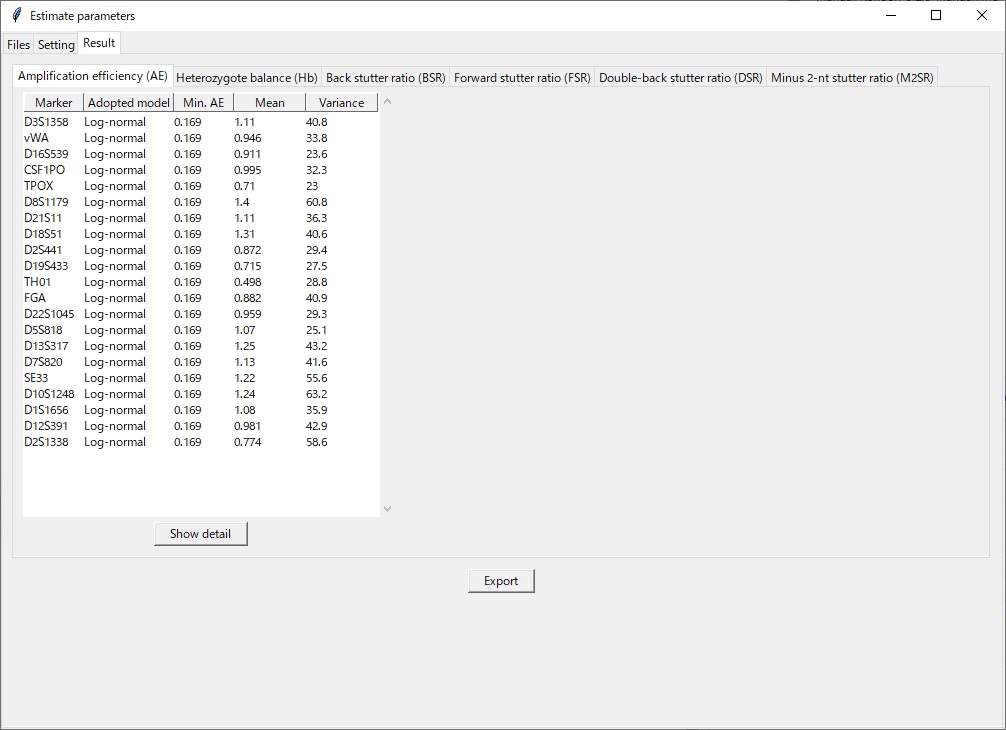 Estimate parameters
Files Setting Result
Amplification efficiency (AE) Heterozygote balance (Hb) Back stutter ratio (BSR) Forward stutter ratio (FSR) Double-back stutter ratio (DSR) Minus 2-nt stutter ratio (M2SR)
Marker Adopted model Min. AE Mean Variance
D3S1358 Log-normal 0.169 1.11 40.8
vWA Log-normal 0.169 0.946 33.8
D16S539 Log-normal 0.169 0.911 23.6
CSF1PO Log-normal 0.169 0.995 32.3
TPOX Log-normal 0.169 0.71 23
D8S1179 Log-normal 0.169 1.4 60.8
D21S11 Log-normal 0.169 1.11 36.3
D18S51 Log-normal 0.169 1.31 40.6
D2S441 Log-normal 0.169 0.872 29.4
D19S433 Log-normal 0.169 0.715 27.5
TH01 Log-normal 0.169 0.498 28.8
FGA Log-normal 0.169 0.882 40.9
D22S1045 Log-normal 0.169 0.959 29.3
D5S818 Log-normal 0.169 1.07 25.1
D13S317 Log-normal 0.169 1.25 43.2
D7S820 Log-normal 0.169 1.13 41.6
SE33 Log-normal 0.169 1.22 55.6
D10S1248 Log-normal 0.169 1.24 63.2
D1S1656 Log-normal 0.169 1.08 35.9
D12S391 Log-normal 0.169 0.981 42.9
D2S1338 Log-normal 0.169 0.774 58.6
Show detail
Export